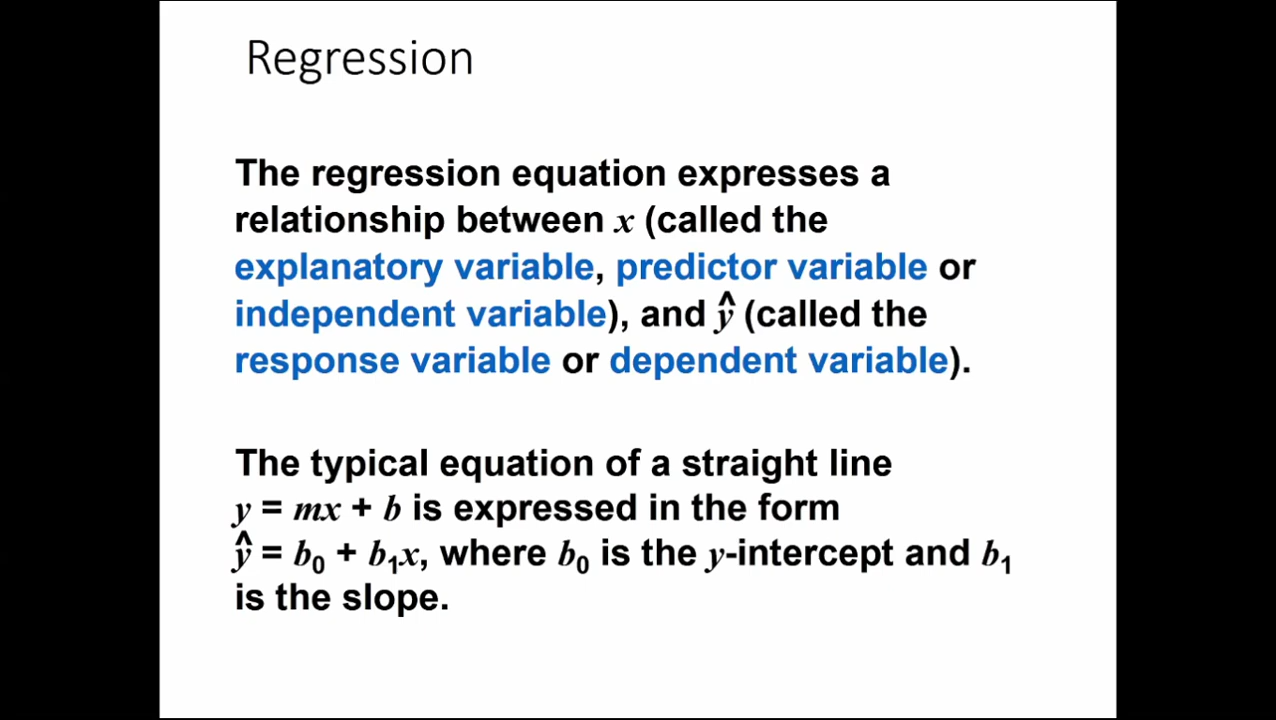 Regression
The regression equation expresses a
relationship between x (called the
explanatory variable, predictor variable or
independent variable), and ŷ (called the
response variable or dependent variable).
The typical equation of a straight line
y = mx + b is expressed in the form
ŷ = b₀ + b₁x, where b₀ is the y-intercept and b₁
is the slope.